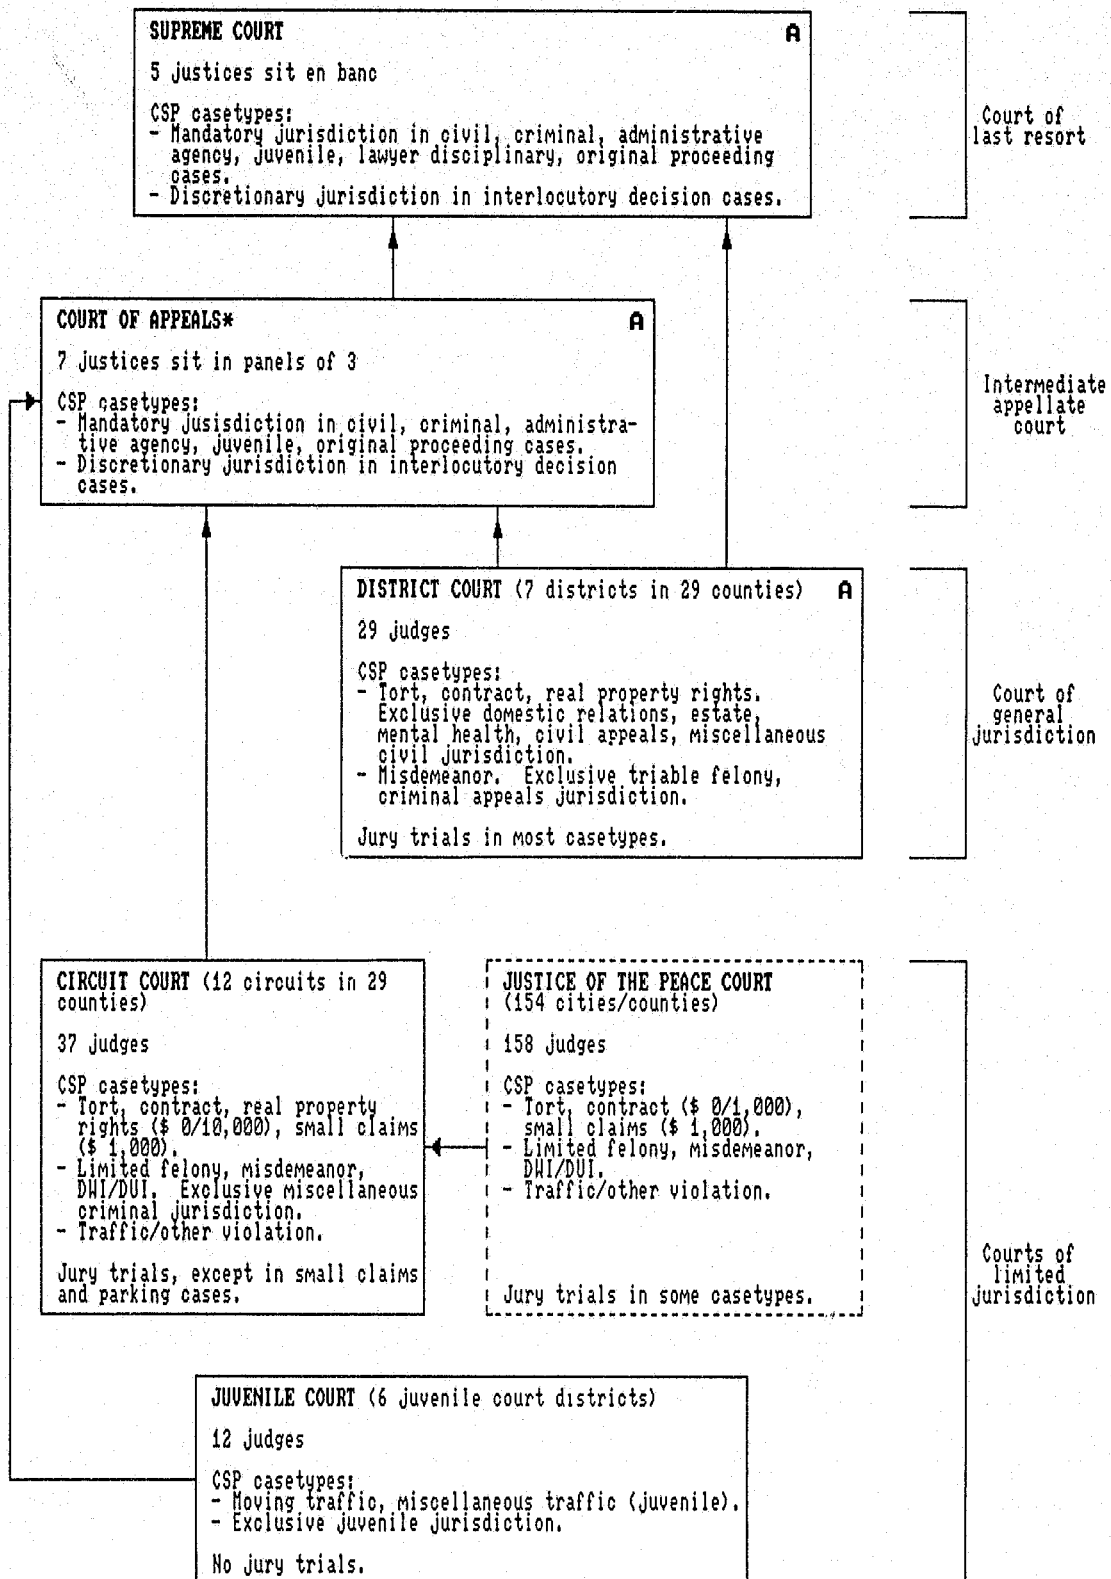 SUPREME COURT A
5 justices sit en banc
CSP casetypes:
- Mandatory jurisdiction in civil, criminal, administrative
agency, juvenile, lawyer disciplinary, original proceeding
cases.
- Discretionary jurisdiction in interlocutory decision cases.
Court of
last resort
COURT OF APPEALS* A
7 justices sit in panels of 3
CSP casetypes:
- Mandatory jusisdiction in civil, criminal, administra-
tive agency, juvenile, original proceeding cases.
- Discretionary jurisdiction in interlocutory decision
cases.
Intermediate
appellate
court
DISTRICT COURT (7 districts in 29 counties) A
29 judges
CSP casetypes:
- Tort, contract, real property rights.
Exclusive domestic relations, estate,
mental health, civil appeals, miscellaneous
civil jurisdiction.
- Misdemeanor. Exclusive triable felony,
criminal appeals jurisdiction.
Jury trials in most casetypes.
Court of
general
jurisdiction
CIRCUIT COURT (12 circuits in 29
counties)
37 judges
CSP casetypes:
- Tort, contract, real property
rights ($ 0/10,000), small claims
($ 1,000).
- Limited felony, misdemeanor,
DWI/DUI. Exclusive miscellaneous
criminal jurisdiction.
- Traffic/other violation.
Jury trials, except in small claims
and parking cases.
JUSTICE OF THE PEACE COURT
(154 cities/counties)
158 judges
CSP casetypes:
- Tort, contract ($ 0/1,000),
small claims ($ 1,000).
- Limited felony, misdemeanor,
DWI/DUI.
- Traffic/other violation.
Jury trials in some casetypes.
Courts of
limited
jurisdiction
JUVENILE COURT (6 juvenile court districts)
12 judges
CSP casetypes:
- Moving traffic, miscellaneous traffic (juvenile).
- Exclusive juvenile jurisdiction.
No jury trials.